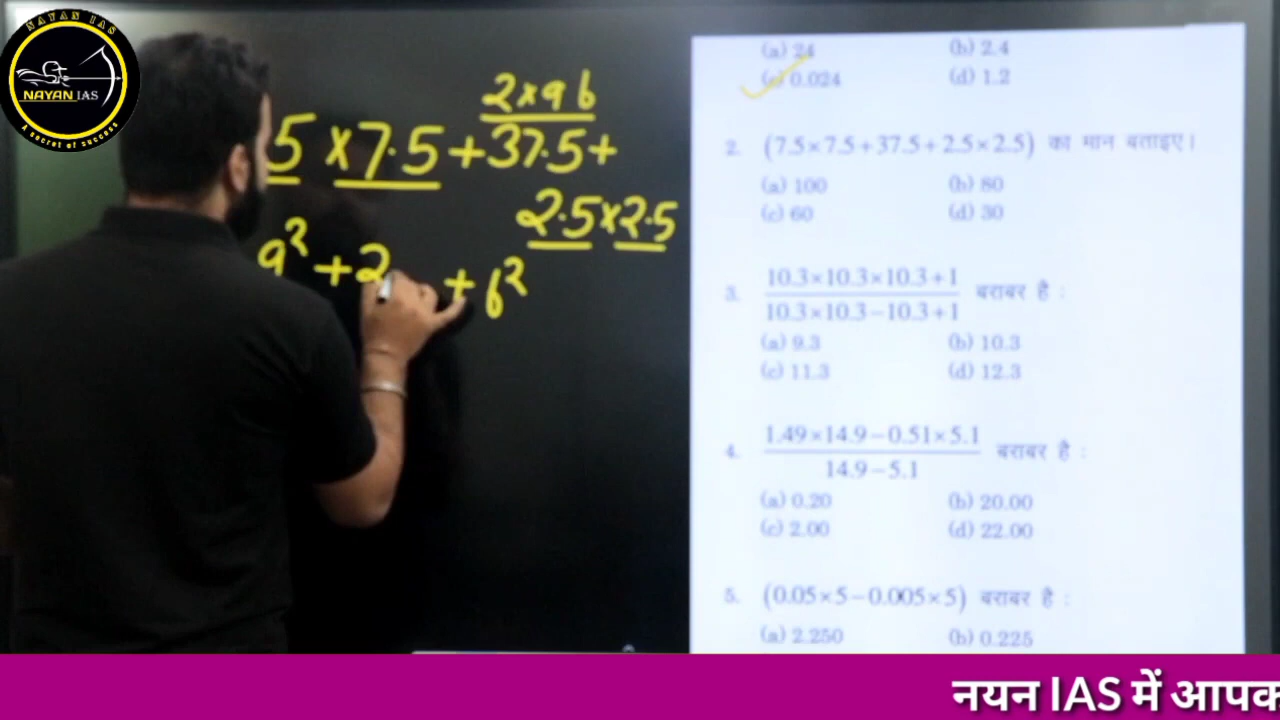 NAYAN IAS
NAYAN IAS
A secret of success
5 × 7.5 + 37.5 +
2 × a b
2.5 × 2.5
a² + 2 + b²
(a) 24 (b) 2.4
(c) 0.024 (d) 1.2
2. (7.5×7.5+37.5+2.5×2.5) का मान बताइए।
(a) 100 (b) 80
(c) 60 (d) 30
3. 10.3×10.3×10.3+1 बराबर है :
10.3×10.3−10.3+1
(a) 9.3 (b) 10.3
(c) 11.3 (d) 12.3
4. 1.49×14.9−0.51×5.1 बराबर है :
14.9−5.1
(a) 0.20 (b) 20.00
(c) 2.00 (d) 22.00
5. (0.05×5−0.005×5) बराबर है :
(a) 2.250 (b) 0.225
नयन IAS में आपक